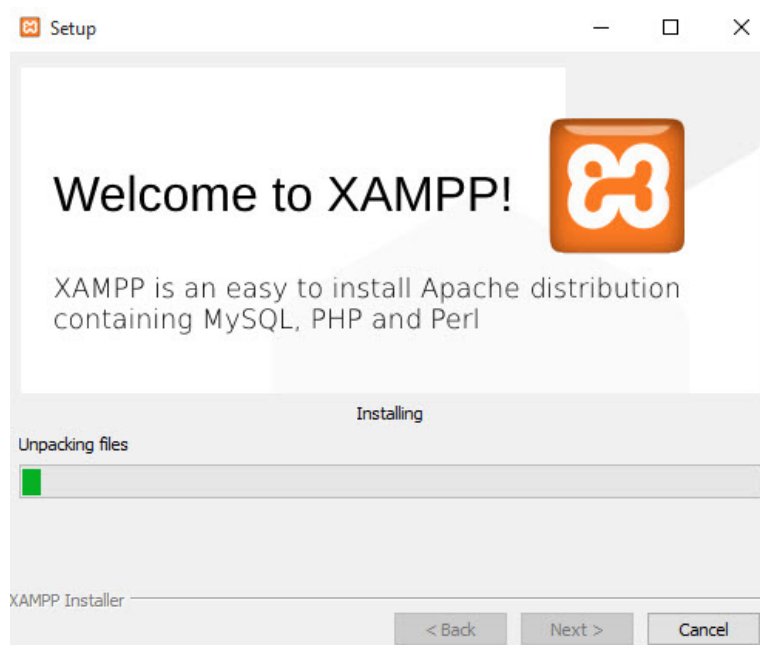 Setup
Welcome to XAMPP!
XAMPP is an easy to install Apache distribution
containing MySQL, PHP and Perl
Installing
Unpacking files
XAMPP Installer
< Back
Next >
Cancel